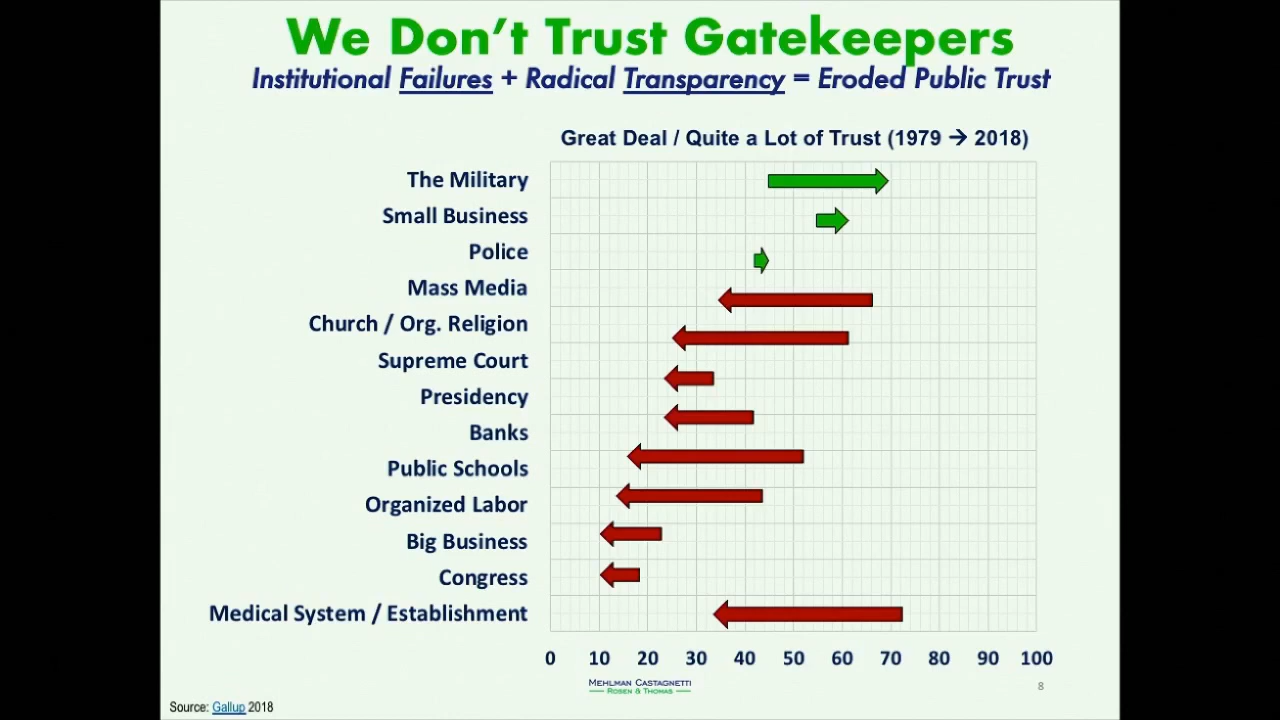 We Don't Trust Gatekeepers
Institutional Failures + Radical Transparency = Eroded Public Trust
Great Deal / Quite a Lot of Trust (1979 → 2018)
The Military
Small Business
Police
Mass Media
Church / Org. Religion
Supreme Court
Presidency
Banks
Public Schools
Organized Labor
Big Business
Congress
Medical System / Establishment
0 10 20 30 40 50 60 70 80 90 100
Mehlman Castagnetti
Rosen & Thomas
8
Source: Gallup 2018